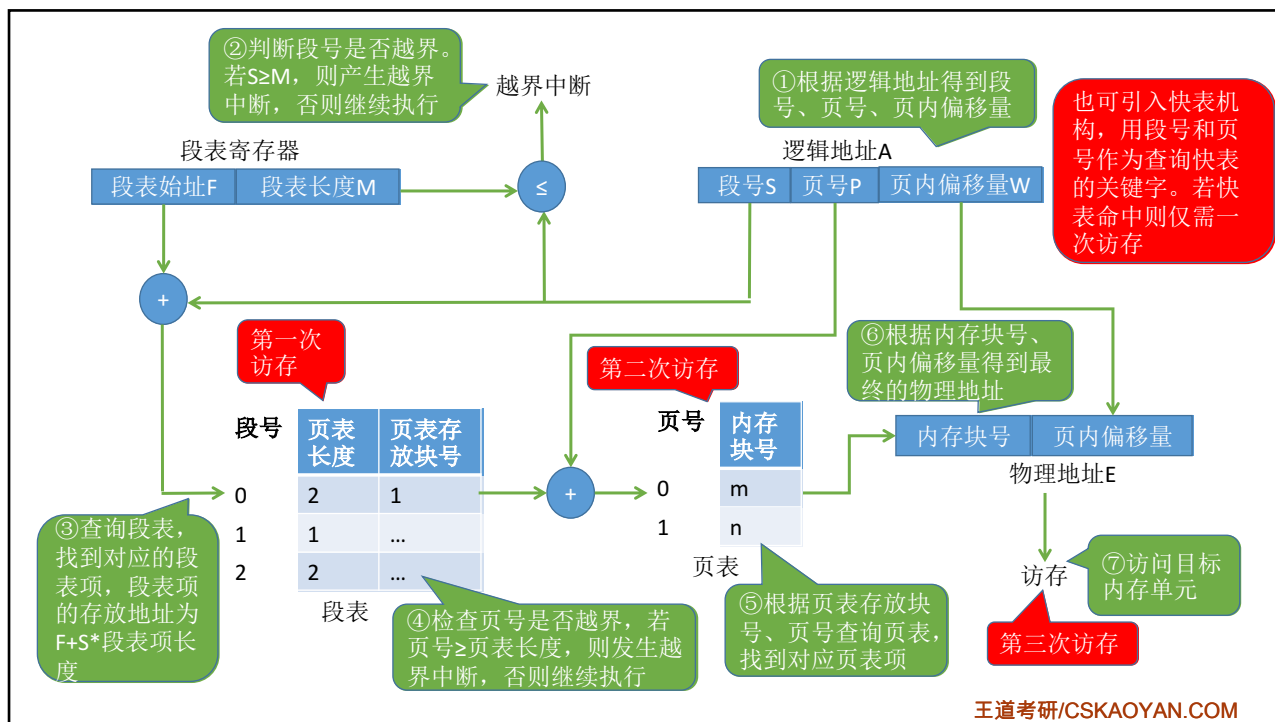 ②判断段号是否越界。
若S≥M，则产生越界
中断，否则继续执行
越界中断
①根据逻辑地址得到段
号、页号、页内偏移量
也可引入快表机
构，用段号和页
号作为查询快表
的关键字。若快
表命中则仅需一
次访存
段表寄存器
段表始址F 段表长度M
≤
逻辑地址A
段号S 页号P 页内偏移量W
+
第一次
访存
第二次访存
⑥根据内存块号、
页内偏移量得到最
终的物理地址
段号 页表长度 页表存放块号
0 2 1
1 1 …
2 2 …
段表
+
页号 内存块号
0 m
1 n
页表
内存块号 页内偏移量
物理地址E
③查询段表，
找到对应的段
表项，段表项
的存放地址为
F+S*段表项长
度
④检查页号是否越界，若
页号≥页表长度，则发生越
界中断，否则继续执行
⑤根据页表存放块
号、页号查询页表，
找到对应页表项
访存
⑦访问目标
内存单元
第三次访存
王道考研/CSKAOYAN.COM